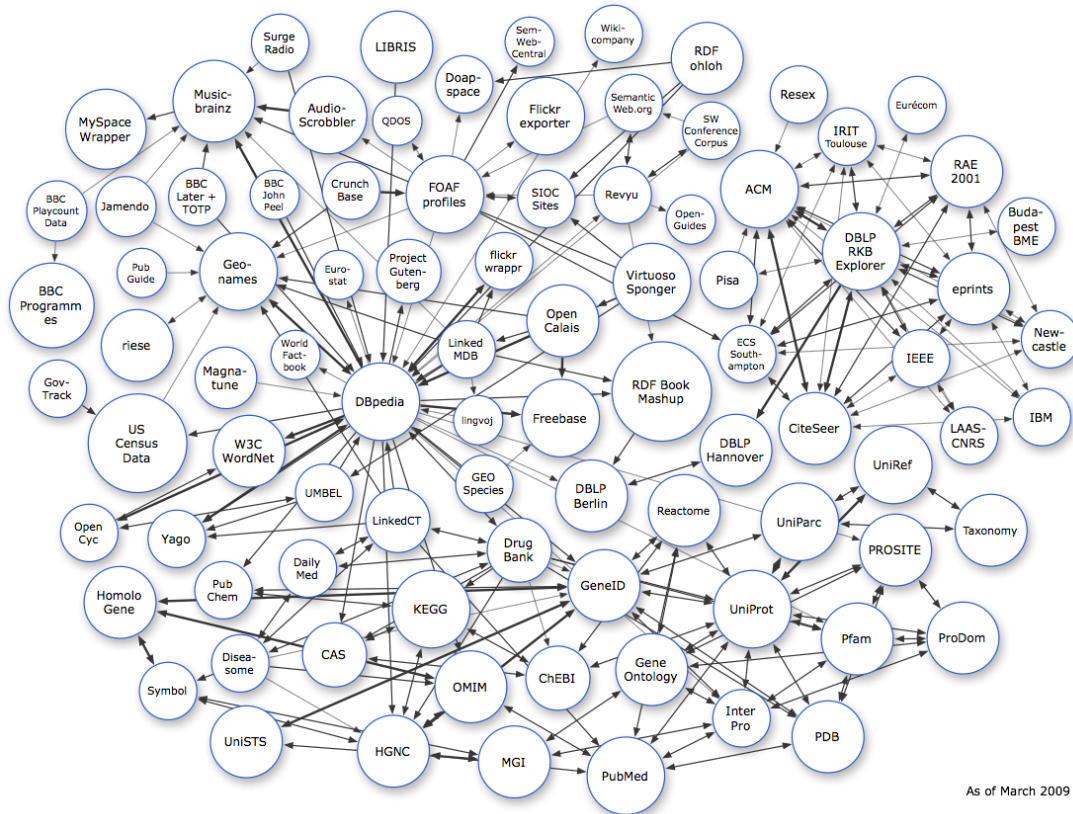 Surge
Radio
LIBRIS
Sem-
Web-
Central
Wiki-
company
RDF
ohloh
Doap-
space
Music-
brainz
Audio-
Scrobbler
MySpace
Wrapper
QDOS
Flickr
exporter
Semantic
Web.org
SW
Conference
Corpus
Resex
Eurécom
IRIT
Toulouse
RAE
2001
ACM
BBC
Playcount
Data
Jamendo
BBC
Later +
TOTP
BBC
John
Peel
Crunch
Base
FOAF
profiles
SIOC
Sites
Revyu
Open-
Guides
DBLP
RKB
Explorer
Buda-
pest
BME
Pub
Guide
Geo-
names
Euro-
stat
Project
Guten-
berg
flickr
wrappr
Virtuoso
Sponger
Pisa
eprints
BBC
Programm
es
riese
World
Fact-
book
Linked
MDB
Open
Calais
ECS
South-
ampton
IEEE
New-
castle
Gov-
Track
Magna-
tune
DBpedia
RDF Book
Mashup
US
Census
Data
W3C
WordNet
lingvoj
Freebase
DBLP
Hannover
CiteSeer
LAAS-
CNRS
IBM
GEO
Species
DBLP
Berlin
UniRef
Open
Cyc
Yago
UMBEL
LinkedCT
Reactome
UniParc
Taxonomy
Drug
Bank
PROSITE
Daily
Med
Pub
Chem
Homolo
Gene
KEGG
GeneID
UniProt
Pfam
ProDom
Disea-
some
CAS
ChEBI
Gene
Ontology
Symbol
OMIM
Inter
Pro
UniSTS
HGNC
MGI
PubMed
PDB
As of March 2009